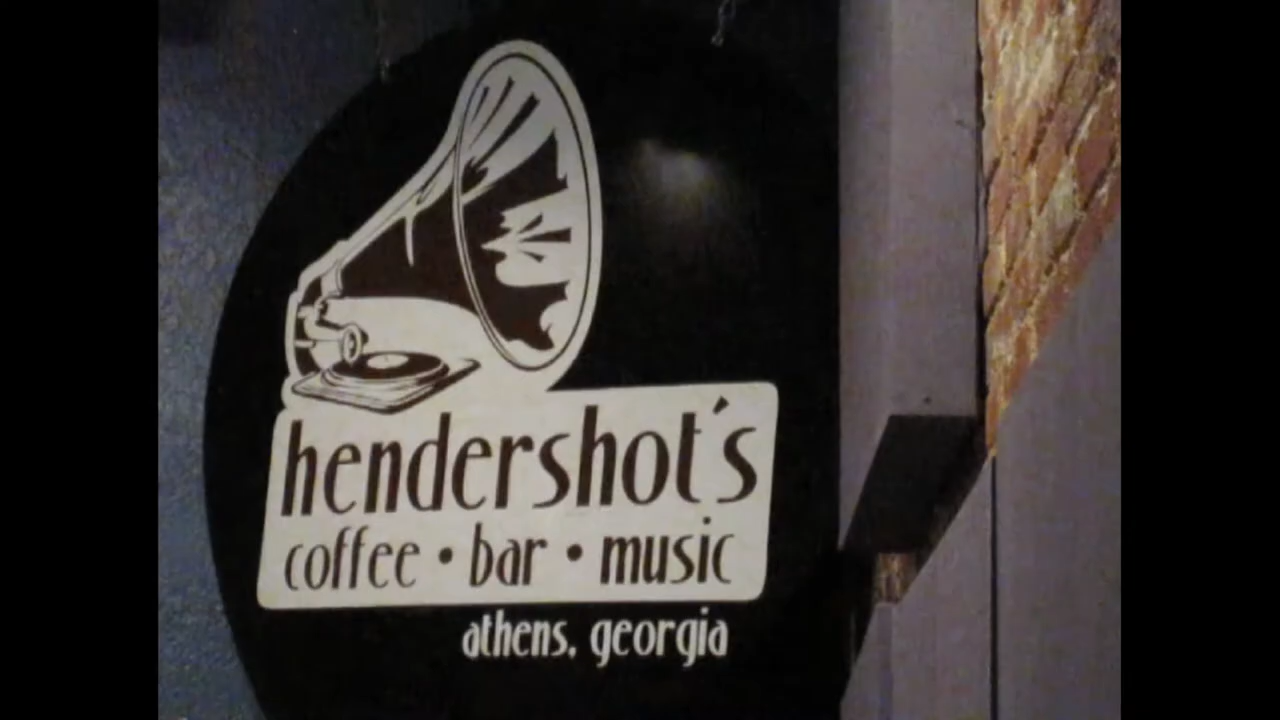 hendershot's
coffee • bar • music
athens, georgia